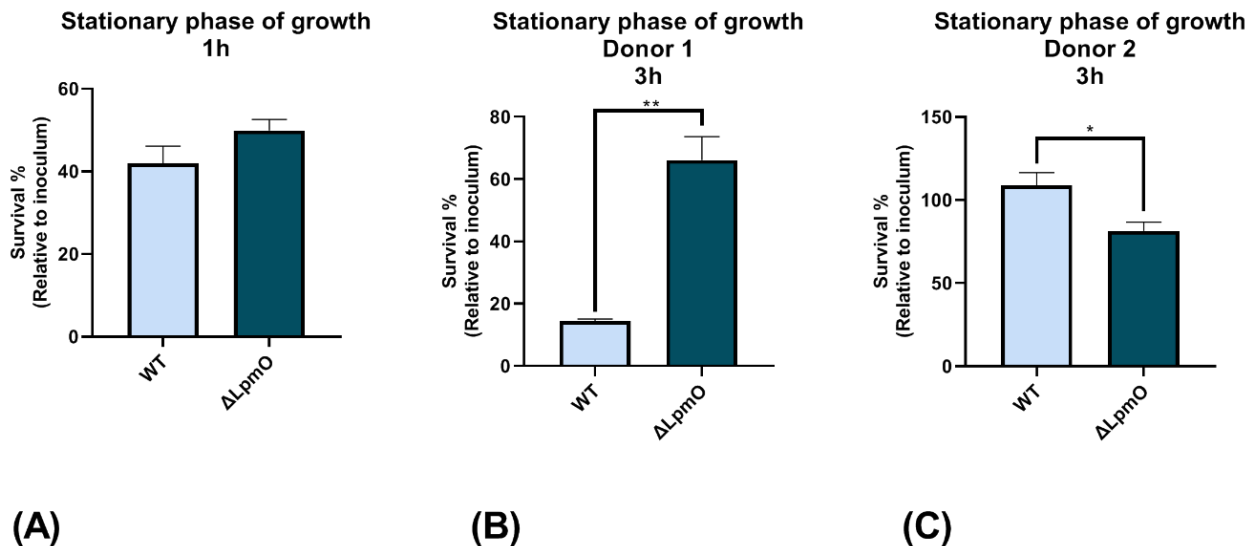 Stationary phase of growth
1h
Survival %
(Relative to inoculum)
60
40
20
0
WT
ΔLpmO
(A)
Stationary phase of growth
Donor 1
3h
Survival %
(Relative to inoculum)
80
60
40
20
0
**
WT
ΔLpmO
(B)
Stationary phase of growth
Donor 2
3h
Survival %
(Relative to inoculum)
150
100
50
0
*
WT
ΔLpmO
(C)